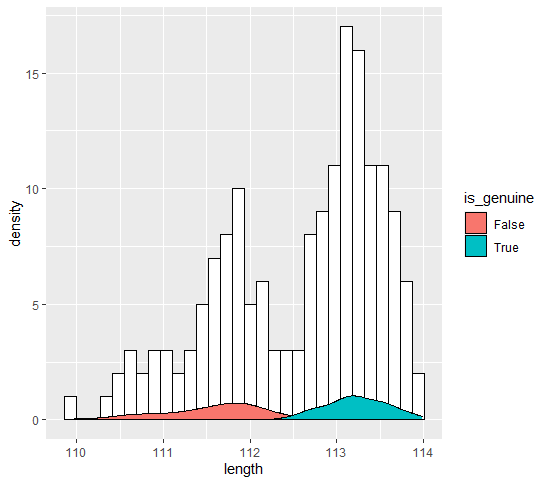 15
10
5
0
density
110 111 112 113 114
length
is_genuine
False
True